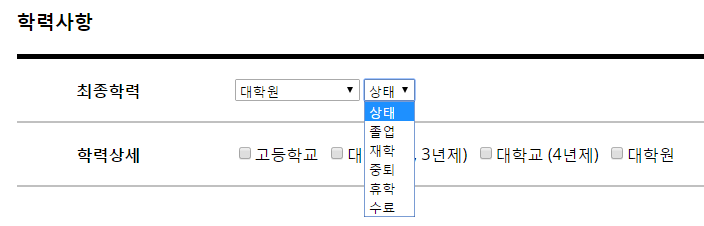 학력사항
최종학력 대학원 상태
상태
졸업
재학
중퇴
휴학
수료
학력상세 고등학교 대 , 3년제) 대학교 (4년제) 대학원